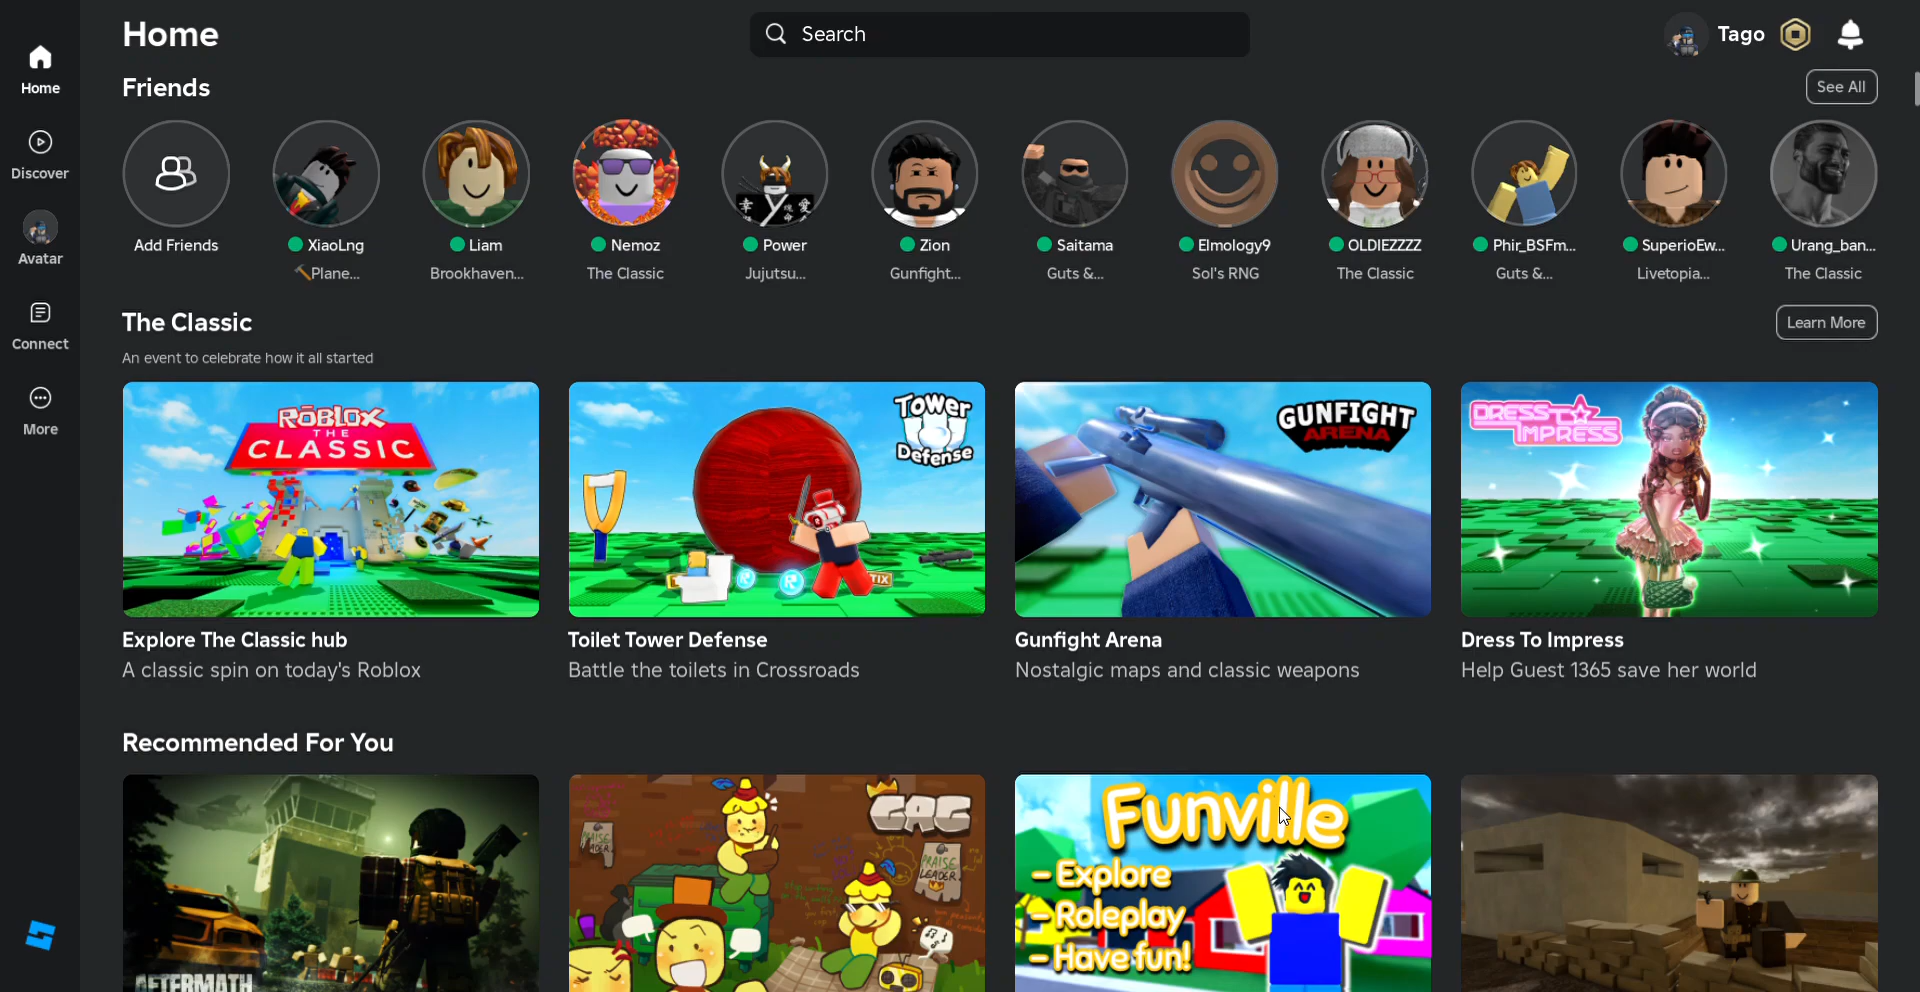 Home
Search
Tago
Home
Discover
Avatar
Connect
More
Friends
See All
Add Friends
XiaoLng
🔨Plane...
Liam
Brookhaven...
Nemoz
The Classic
Power
Jujutsu...
Zion
Gunfight...
Saitama
Guts &...
Elmology9
Sol's RNG
OLDIEZZZZ
The Classic
Phir_BSFm...
Guts &...
SuperioEw...
Livetopia...
Urang_ban...
The Classic
The Classic
Learn More
An event to celebrate how it all started
ROBLOX
THE
CLASSIC
Explore The Classic hub
A classic spin on today's Roblox
TOWER
Defense
TIX
Toilet Tower Defense
Battle the toilets in Crossroads
GUNFIGHT
ARENA
Gunfight Arena
Nostalgic maps and classic weapons
DRESS TO
IMPRESS
Dress To Impress
Help Guest 1365 save her world
Recommended For You
AFTERMATH
PRAISE
LEADER
PRAISE
LEADER
Funville
- Explore
- Roleplay
- Have fun!